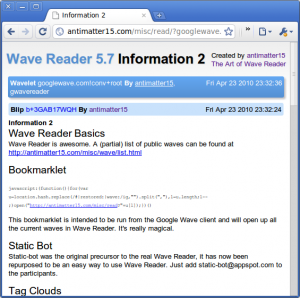 Information 2
antimatter15.com/misc/read/?googlewave.
Wave Reader 5.7 Information 2
Created by antimatter15
The Art of Wave Reader
Wavelet googlewave.com!conv+root By antimatter15, gwavereader
Fri Apr 23 2010 23:32:36
Blip b+3GAB17WQH By antimatter15
Fri Apr 23 2010 23:32:24
Information 2
Wave Reader Basics
Wave Reader is awesome. A (partial) list of public waves can be found at
http://antimatter15.com/misc/wave/list.html
Bookmarklet
javascript:(function(){for(var
This bookmarklet is intended to be run from the Google Wave client and will open up all
the current waves in Wave Reader. It's really magical.
Static Bot
Static-bot was the original precursor to the real Wave Reader, it has now been
repurposed to be an easy way to use Wave Reader. Just add static-bot@appspot.com to
the participants.
Tag Clouds